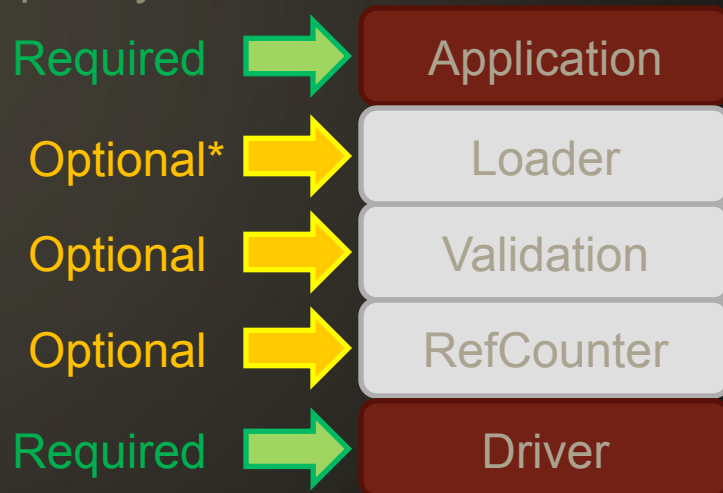 Required Application
Optional* Loader
Optional Validation
Optional RefCounter
Required Driver